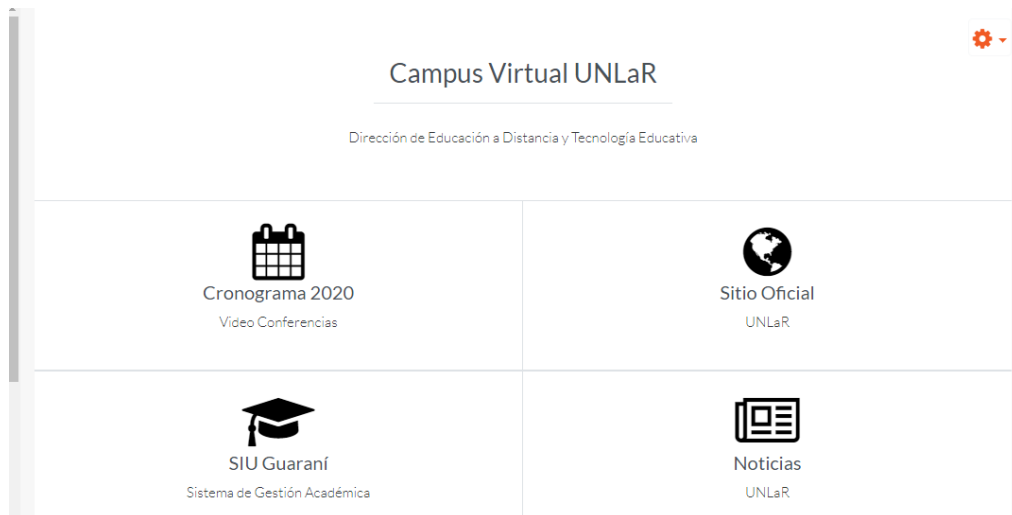 Campus Virtual UNLaR
Dirección de Educación a Distancia y Tecnología Educativa
Cronograma 2020
Video Conferencias
Sitio Oficial
UNLaR
SIU Guaraní
Sistema de Gestión Académica
Noticias
UNLaR